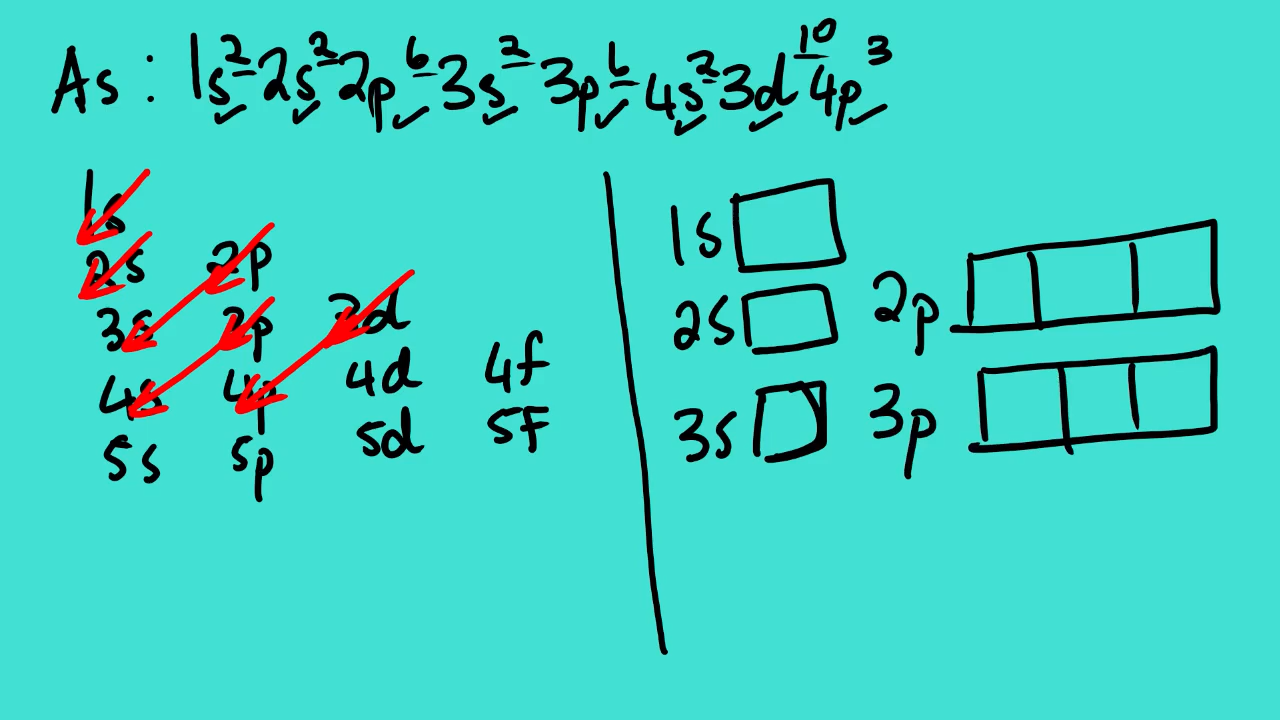 As: 1s² 2s² 2p⁶ 3s² 3p⁶ 4s² 3d¹⁰ 4p³
1s
2s 2p
3s 3p 3d
4s 4p 4d 4f
5s 5p 5d 5f
1s
2s 2p
3s 3p